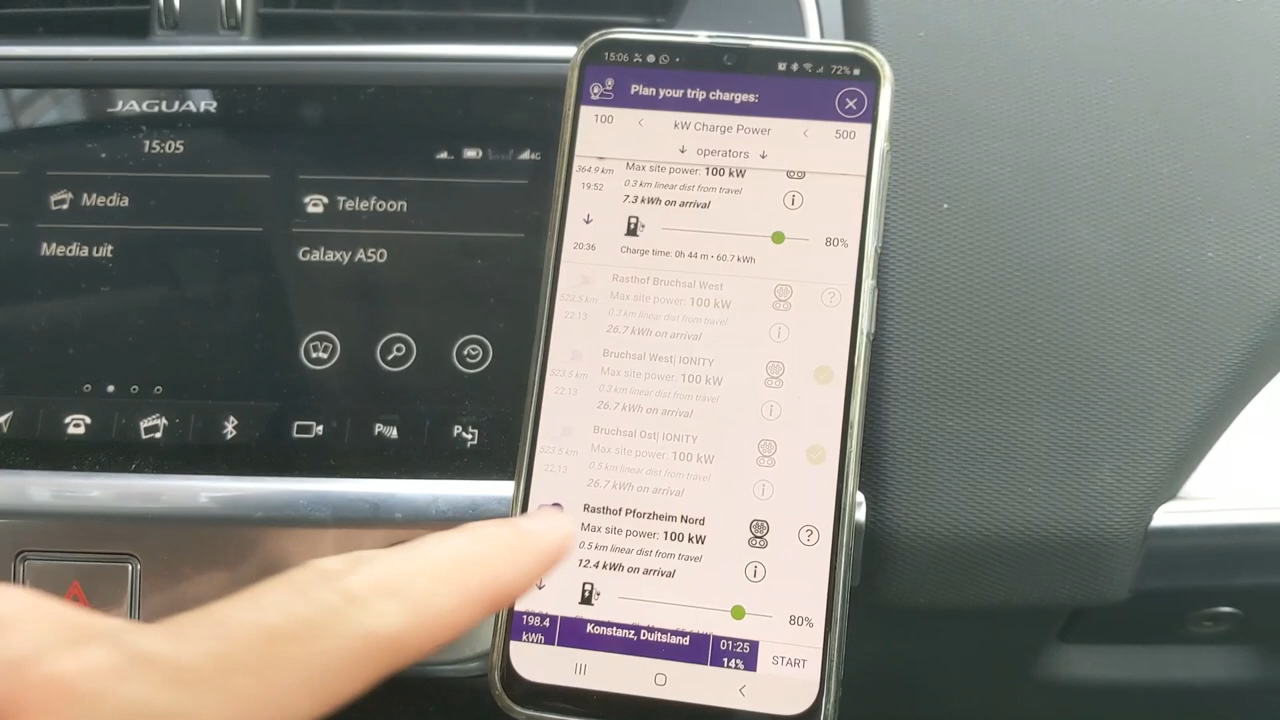 JAGUAR
15:05
4G
Media
Telefoon
Media uit
Galaxy A50
15:06
72%
Plan your trip charges:
100 < kW Charge Power < 500
operators
364.9 km
19:52
Max site power: 100 kW
0.3 km linear dist from travel
7.3 kWh on arrival
80%
20:36
Charge time: 0h 44 m • 60.7 kWh
Rasthof Bruchsal West
Max site power: 100 kW
523.5 km
0.3 km linear dist from travel
22:13
26.7 kWh on arrival
Bruchsal West| IONITY
Max site power: 100 kW
523.5 km
0.3 km linear dist from travel
22:13
26.7 kWh on arrival
Bruchsal Ost| IONITY
Max site power: 100 kW
523.5 km
0.5 km linear dist from travel
22:13
26.7 kWh on arrival
Rasthof Pforzheim Nord
Max site power: 100 kW
0.5 km linear dist from travel
12.4 kWh on arrival
80%
198.4 kWh
Konstanz, Duitsland
01:25
14%
START